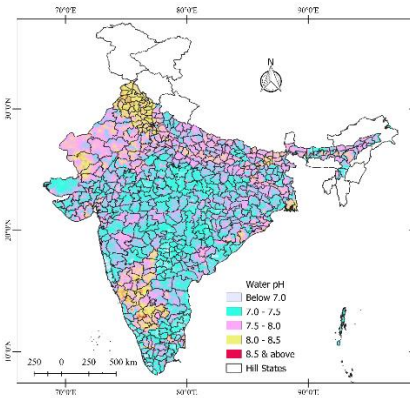 70°0'E 80°0'E 90°0'E
N
30°0'N
20°0'N
10°0'N
Water pH
Below 7.0
7.0 - 7.5
7.5 - 8.0
8.0 - 8.5
8.5 & above
Hill States
250 0 250 500 km
70°0'E 80°0'E 90°0'E